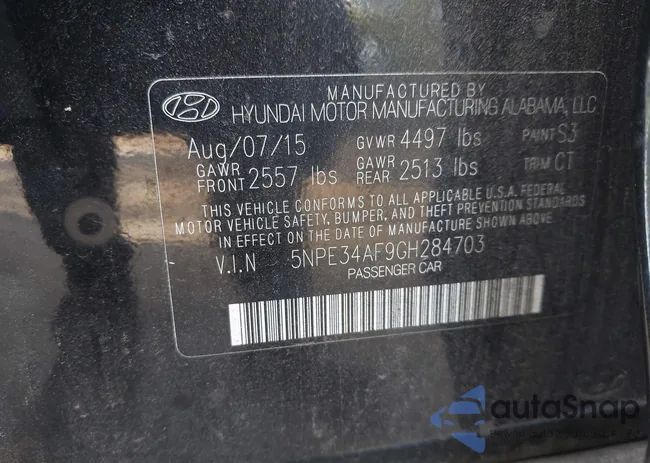 MANUFACTURED BY
HYUNDAI MOTOR MANUFACTURING ALABAMA, LLC
Aug/07/15 GVWR 4497 lbs PAINT S3
GAWR FRONT 2557 lbs GAWR REAR 2513 lbs TRIM CT
THIS VEHICLE CONFORMS TO ALL APPLICABLE U.S.A. FEDERAL
MOTOR VEHICLE SAFETY, BUMPER, AND THEFT PREVENTION STANDARDS
IN EFFECT ON THE DATE OF MANUFACTURE SHOWN ABOVE.
V.I.N 5NPE34AF9GH284703
PASSENGER CAR
autoSnap